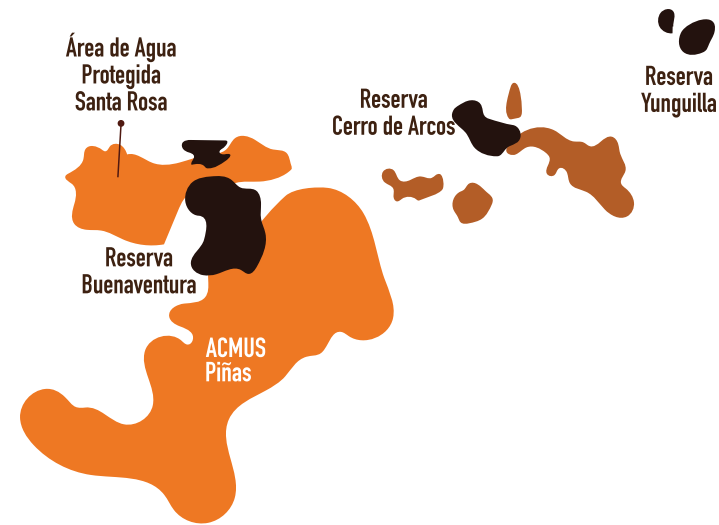 Área de Agua
Protegida
Santa Rosa
Reserva
Cerro de Arcos
Reserva
Yunguilla
Reserva
Buenaventura
ACMUS
Piñas